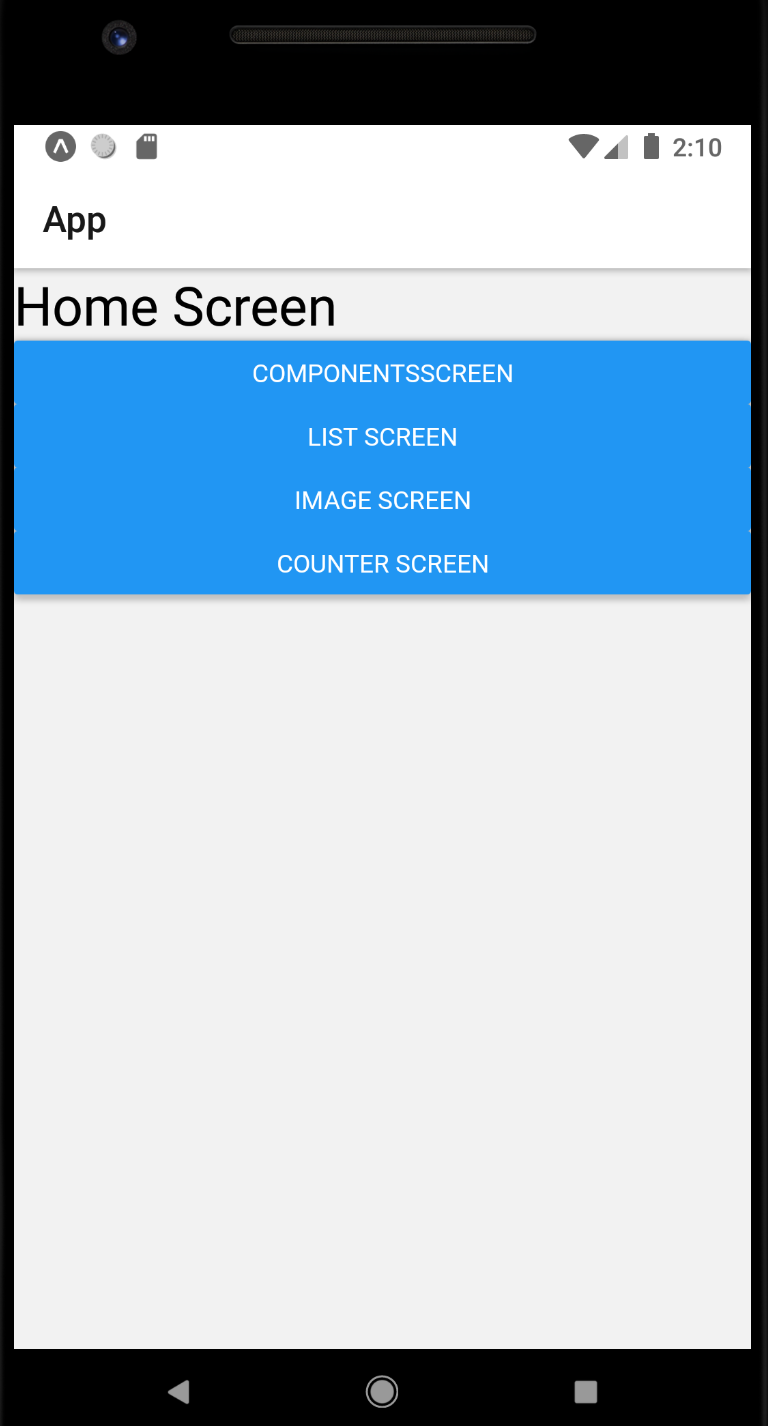 2:10
App
Home Screen
COMPONENTSSCREEN
LIST SCREEN
IMAGE SCREEN
COUNTER SCREEN